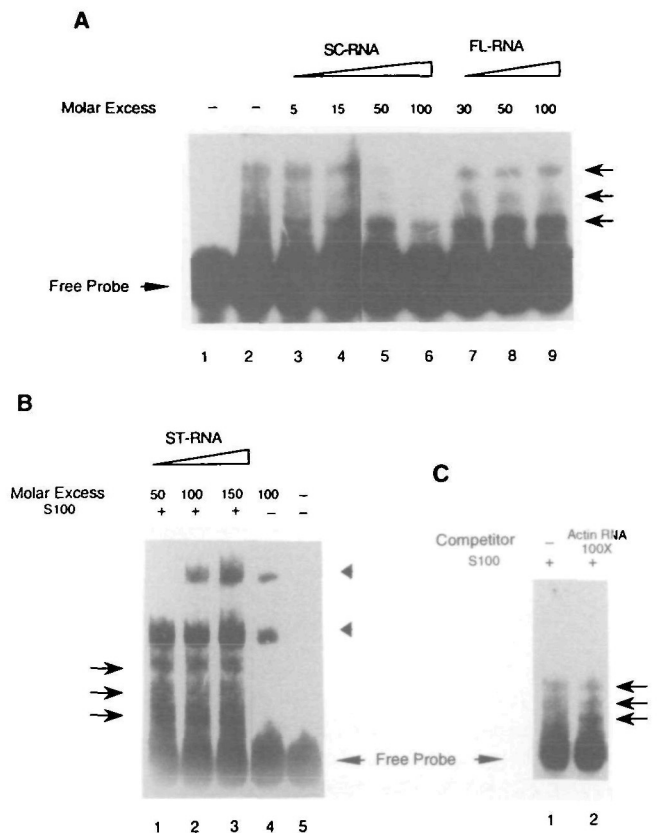 A
SC-RNA FL-RNA
Molar Excess – – 5 15 50 100 30 50 100
Free Probe
1 2 3 4 5 6 7 8 9
B
ST-RNA
Molar Excess 50 100 150 100 –
S100 + + + – –
1 2 3 4 5
C
Competitor – Actin RNA
100X
S100 + +
Free Probe
1 2